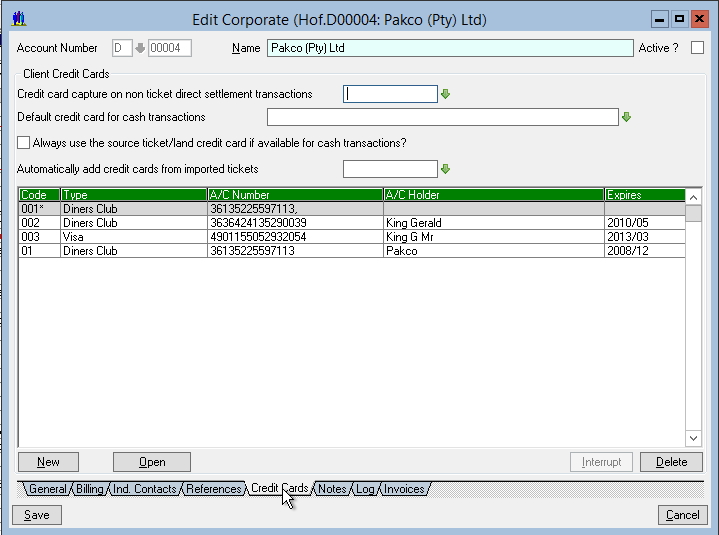 Edit Corporate (Hof.D00004: Pakco (Pty) Ltd)
Account Number D 00004 Name Pakco (Pty) Ltd Active ?
Client Credit Cards
Credit card capture on non ticket direct settlement transactions
Default credit card for cash transactions
Always use the source ticket/land credit card if available for cash transactions?
Automatically add credit cards from imported tickets
Code Type A/C Number A/C Holder Expires
001* Diners Club 36135225597113,
002 Diners Club 3636424135290039 King Gerald 2010/05
003 Visa 4901155052932054 King G Mr 2013/03
01 Diners Club 36135225597113 Pakco 2008/12
New Open Interrupt Delete
General Billing Ind. Contacts References Credit Cards Notes Log Invoices
Save Cancel